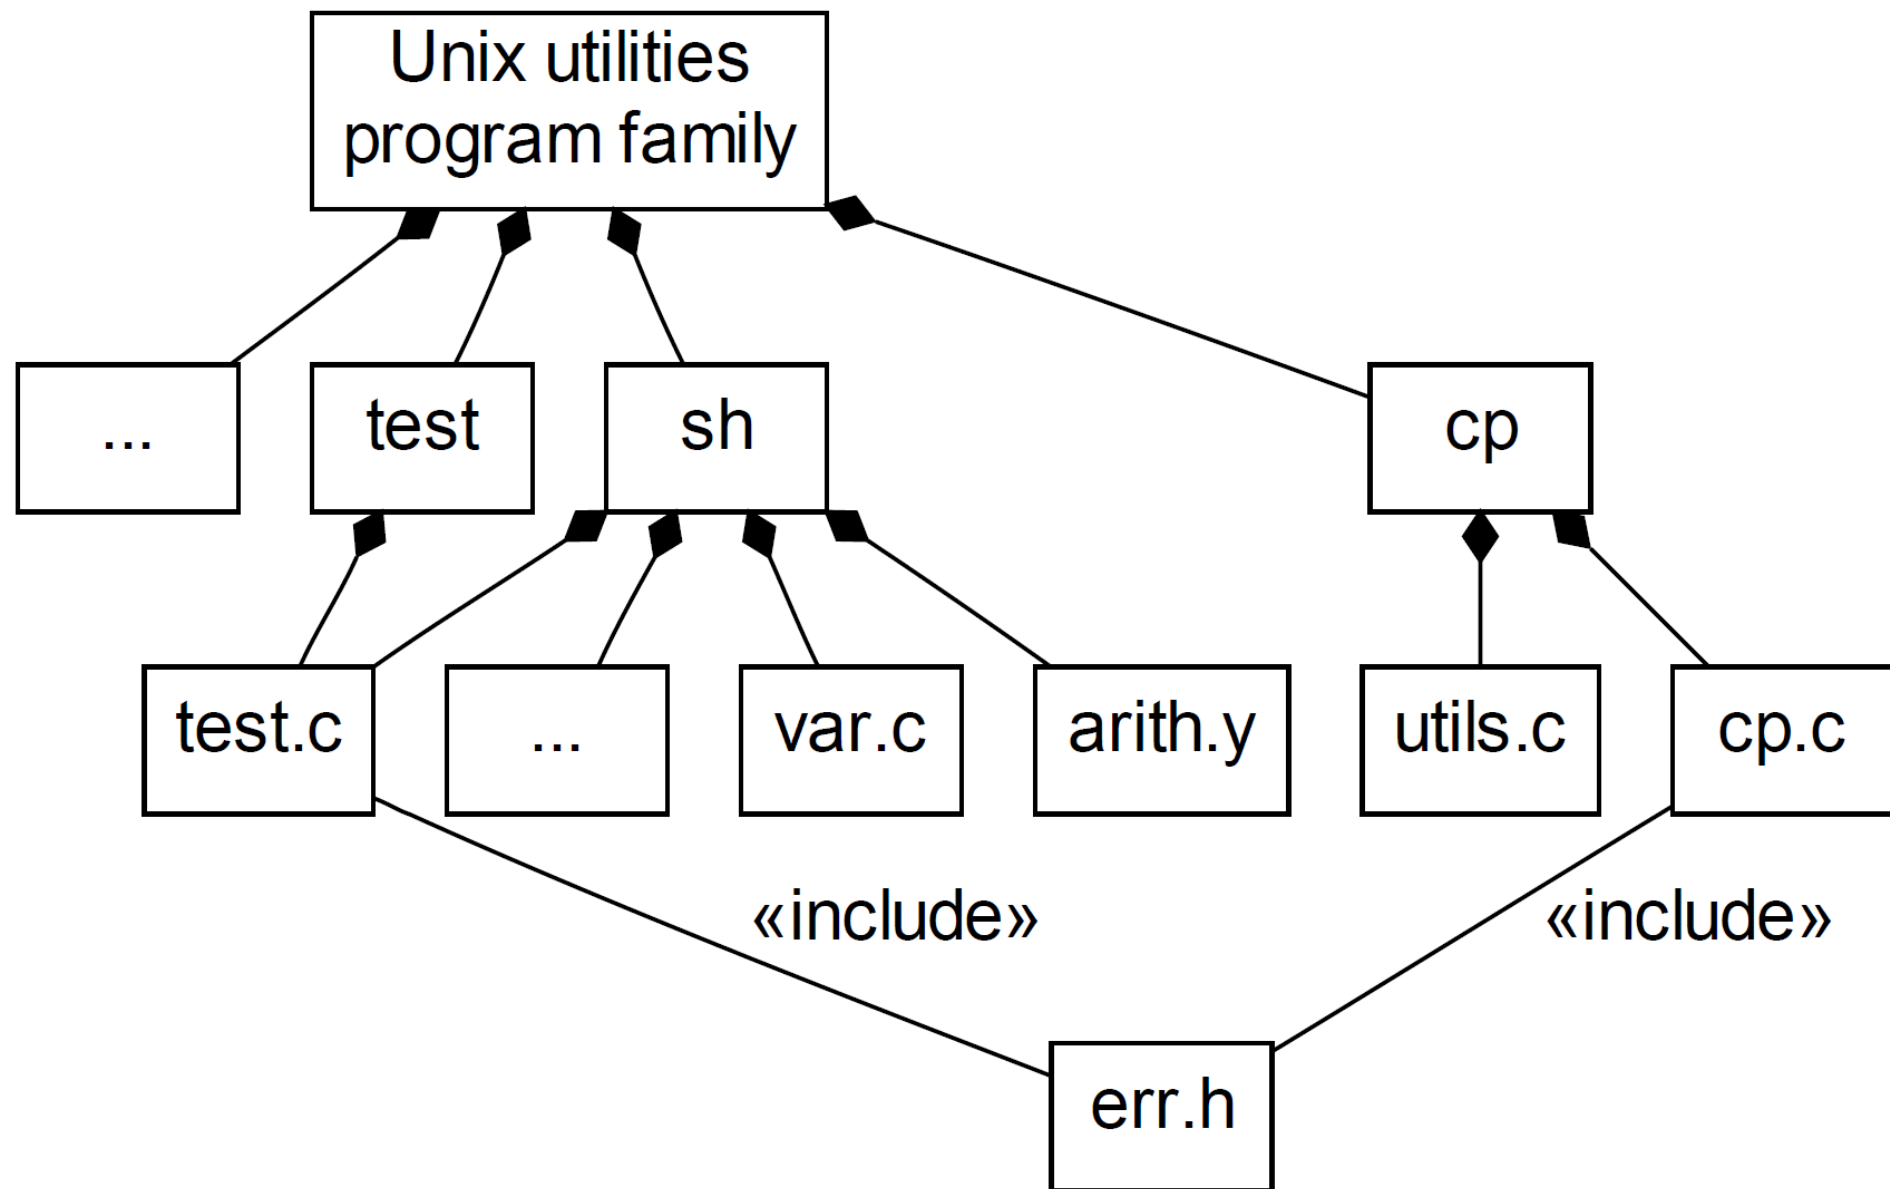 Unix utilities
program family
...
test
sh
cp
test.c
...
var.c
arith.y
utils.c
cp.c
«include»
«include»
err.h